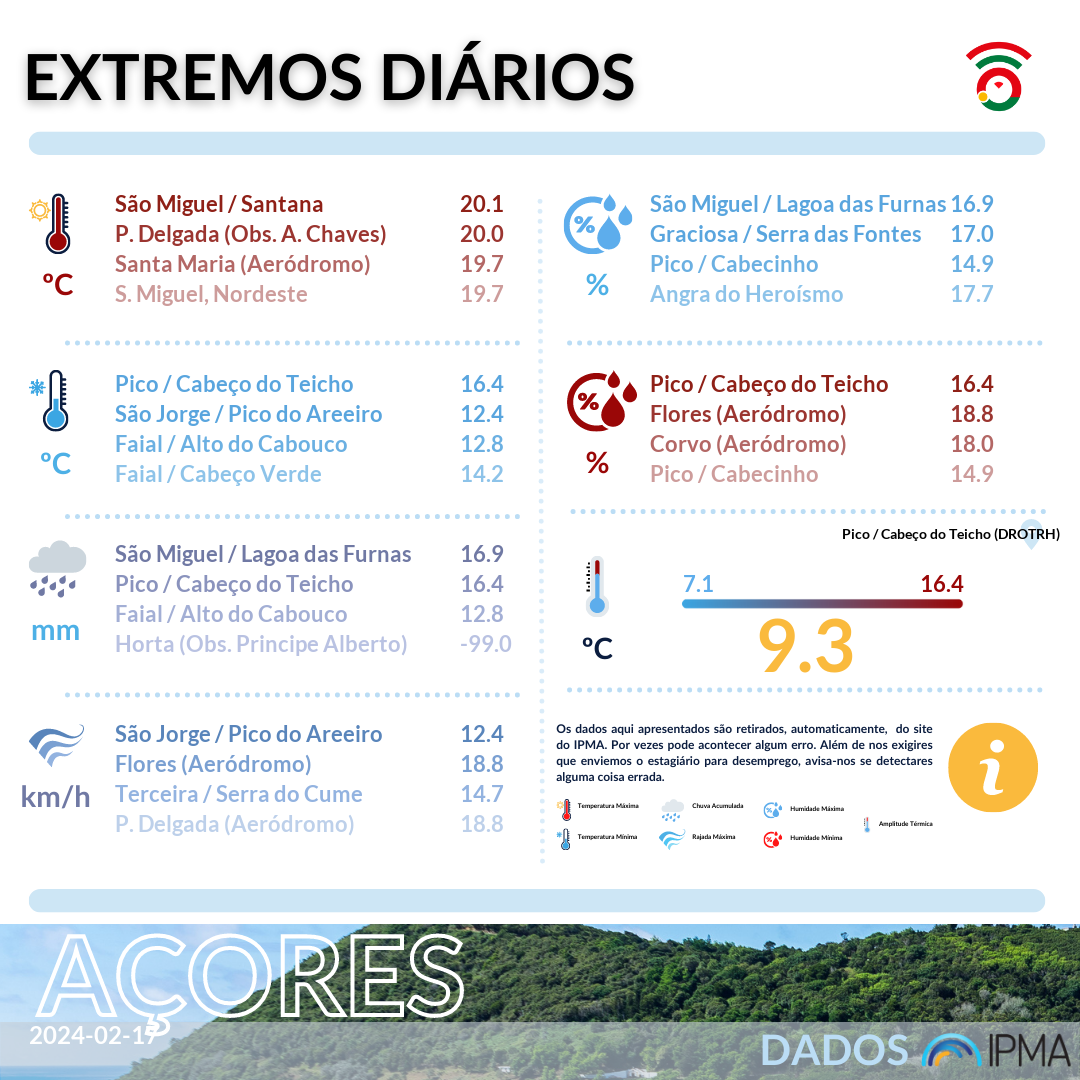 EXTREMOS DIÁRIOS
São Miguel / Santana 20.1
P. Delgada (Obs. A. Chaves) 20.0
Santa Maria (Aeródromo) 19.7
S. Miguel, Nordeste 19.7
ºC
Pico / Cabeço do Teicho 16.4
São Jorge / Pico do Areeiro 12.4
Faial / Alto do Cabouco 12.8
Faial / Cabeço Verde 14.2
ºC
São Miguel / Lagoa das Furnas 16.9
Pico / Cabeço do Teicho 16.4
Faial / Alto do Cabouco 12.8
Horta (Obs. Principe Alberto) -99.0
mm
São Jorge / Pico do Areeiro 12.4
Flores (Aeródromo) 18.8
Terceira / Serra do Cume 14.7
P. Delgada (Aeródromo) 18.8
km/h
São Miguel / Lagoa das Furnas 16.9
Graciosa / Serra das Fontes 17.0
Pico / Cabecinho 14.9
Angra do Heroísmo 17.7
%
%
Pico / Cabeço do Teicho 16.4
Flores (Aeródromo) 18.8
Corvo (Aeródromo) 18.0
Pico / Cabecinho 14.9
%
%
Pico / Cabeço do Teicho (DROTRH)
7.1 16.4
9.3
ºC
Os dados aqui apresentados são retirados, automaticamente, do site
do IPMA. Por vezes pode acontecer algum erro. Além de nos exigires
que enviemos o estagiário para desemprego, avisa-nos se detectares
alguma coisa errada.
i
Temperatura Máxima
Chuva Acumulada
Humidade Máxima
Amplitude Térmica
Temperatura Mínima
Rajada Máxima
Humidade Mínima
AÇORES
2024-02-17
DADOS IPMA